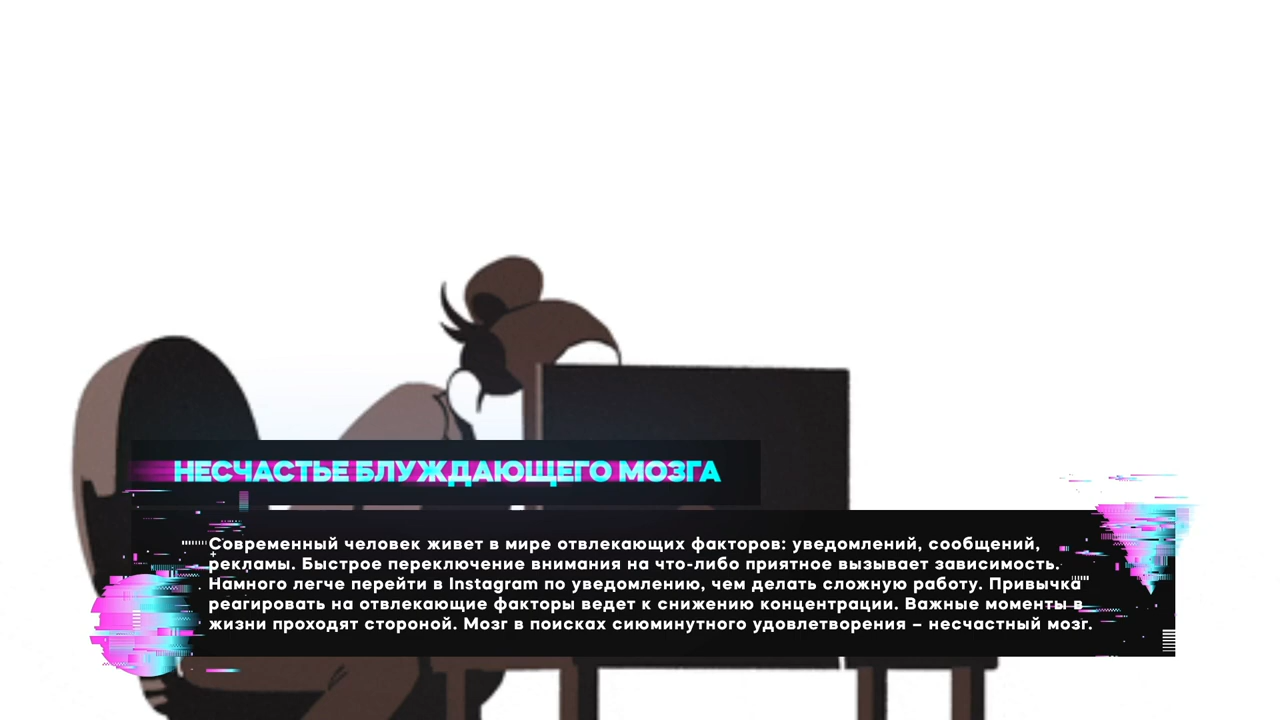 НЕСЧАСТЬЕ БЛУЖДАЮЩЕГО МОЗГА
Современный человек живет в мире отвлекающих факторов: уведомлений, сообщений,
рекламы. Быстрое переключение внимания на что-либо приятное вызывает зависимость.
Намного легче перейти в Instagram по уведомлению, чем делать сложную работу. Привычка
реагировать на отвлекающие факторы ведет к снижению концентрации. Важные моменты в
жизни проходят стороной. Мозг в поисках сиюминутного удовлетворения – несчастный мозг.